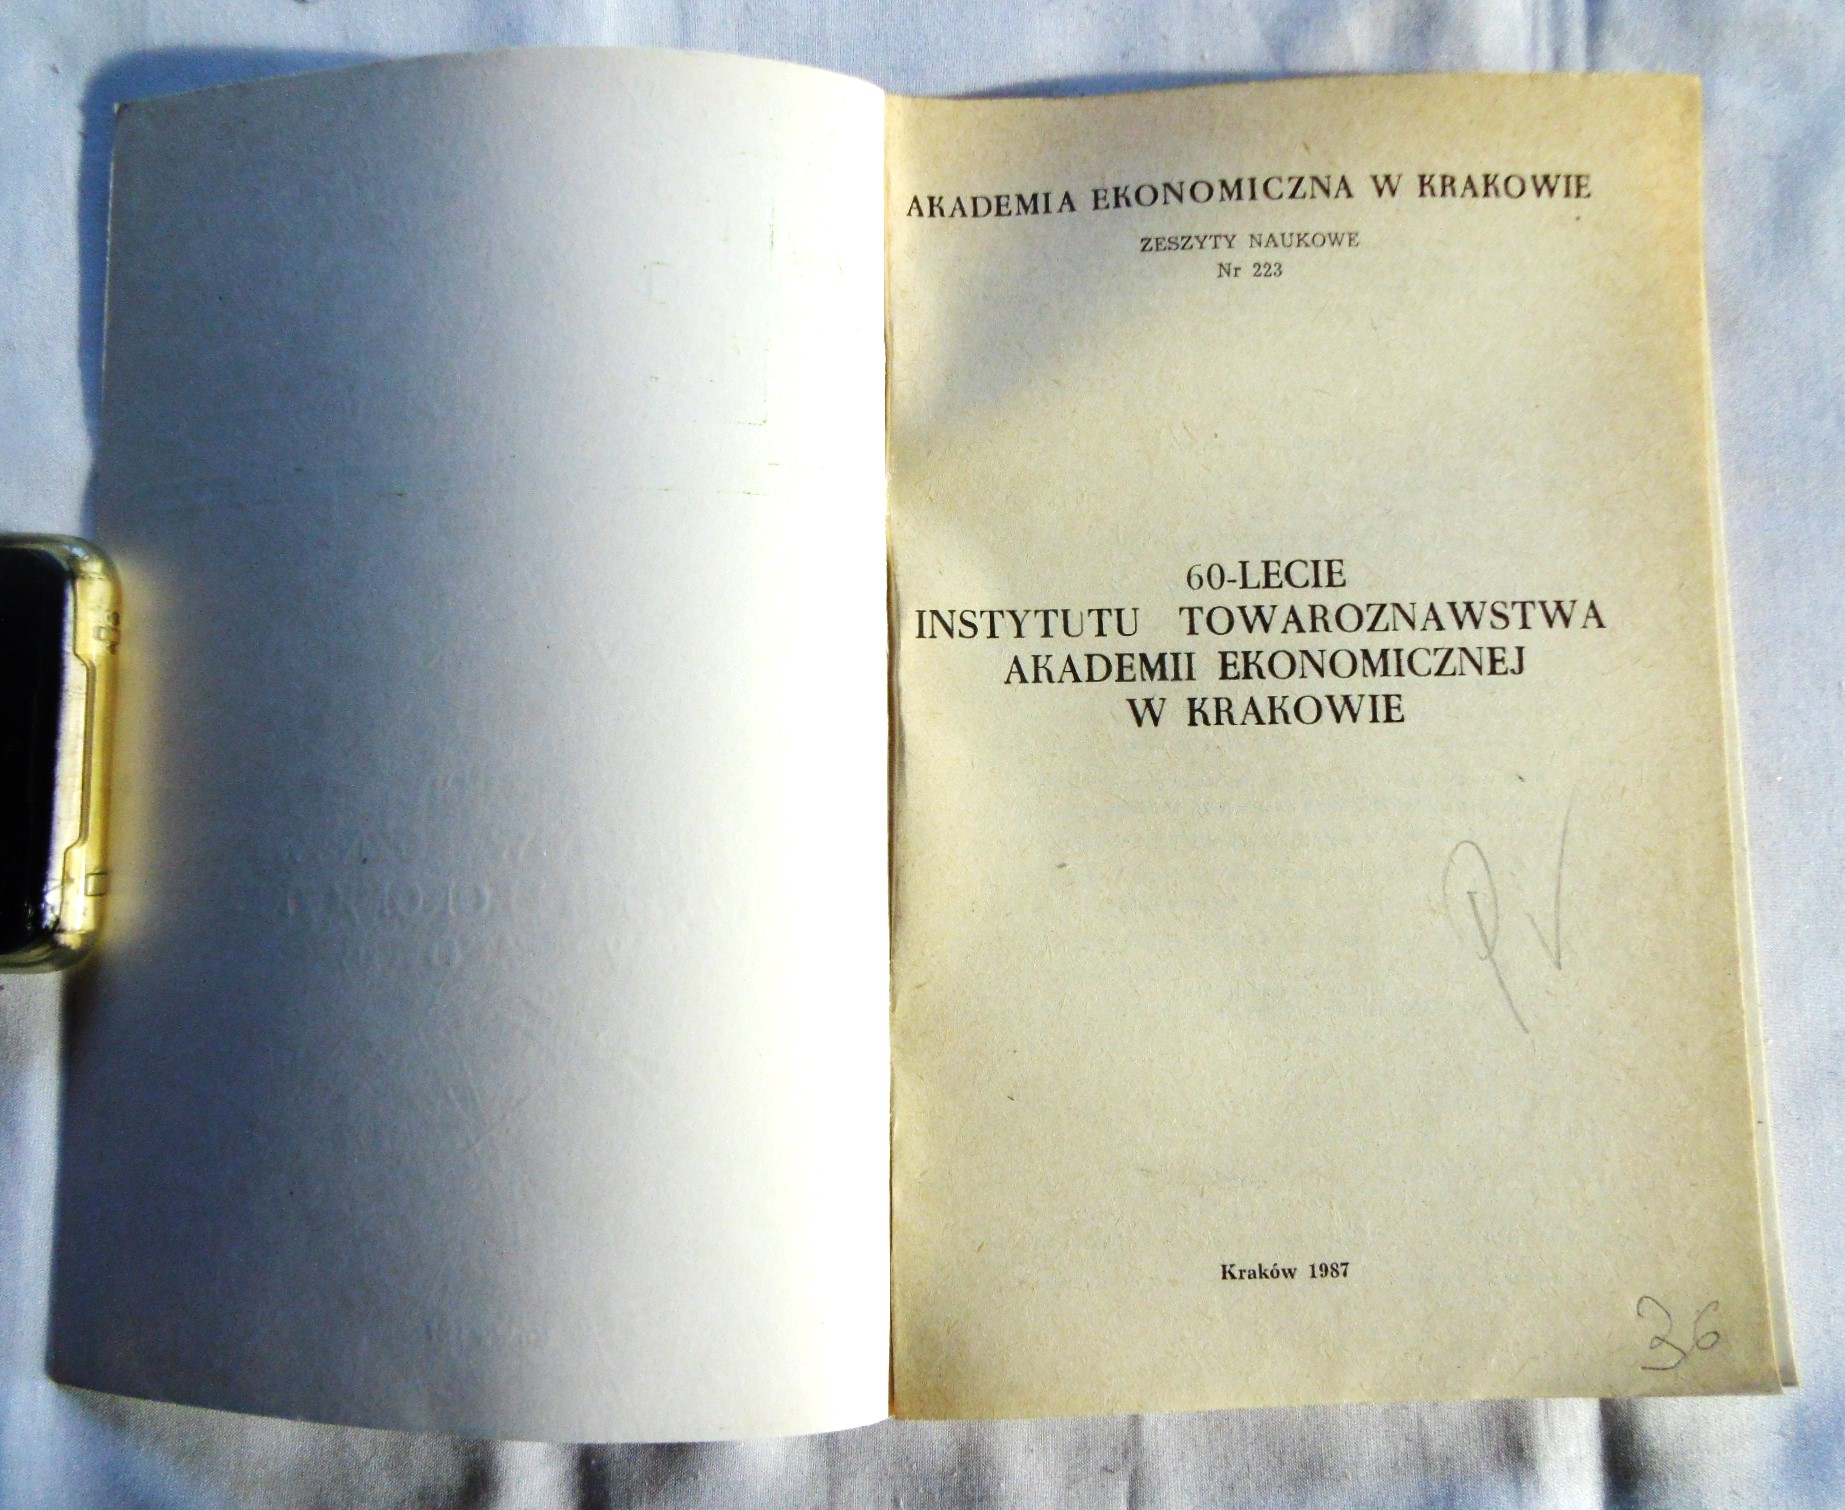 AKADEMIA EKONOMICZNA W KRAKOWIE
ZESZYTY NAUKOWE
Nr 223
60-LECIE
INSTYTUTU TOWAROZNAWSTWA
AKADEMII EKONOMICZNEJ
W KRAKOWIE
Kraków 1987
36